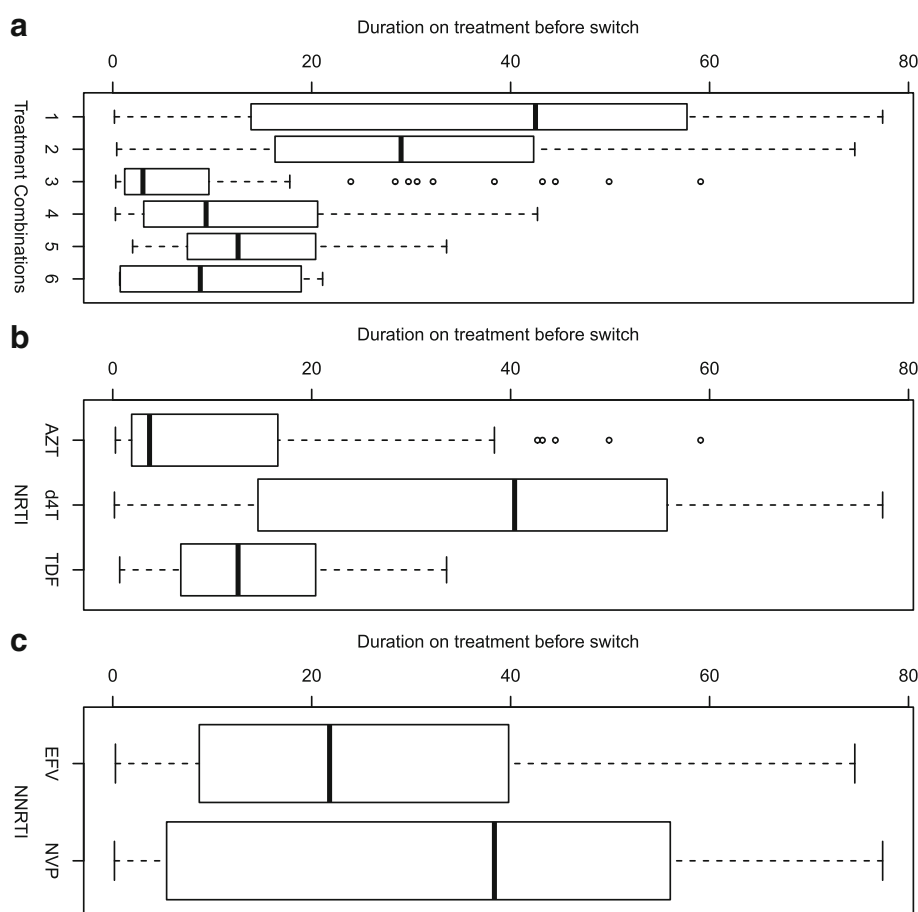 a
Duration on treatment before switch
0 20 40 60 80
Treatment Combinations
1
2
3
4
5
6
b
Duration on treatment before switch
0 20 40 60 80
NRTI
AZT
d4T
TDF
c
Duration on treatment before switch
0 20 40 60 80
NNRTI
EFV
NVP